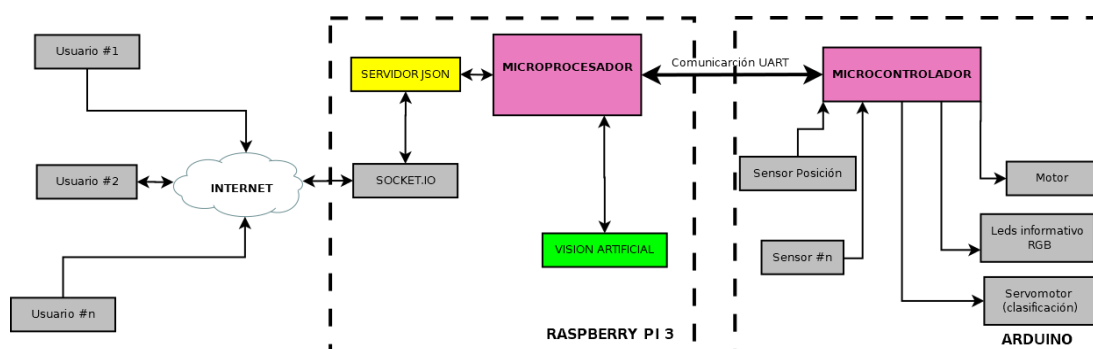 Usuario #1
Usuario #2
Usuario #n
INTERNET
SERVIDOR JSON
SOCKET.IO
MICROPROCESADOR
VISION ARTIFICIAL
RASPBERRY PI 3
Comunicarción UART
MICROCONTROLADOR
Sensor Posición
Sensor #n
Motor
Leds informativo
RGB
Servomotor
(clasificación)
ARDUINO